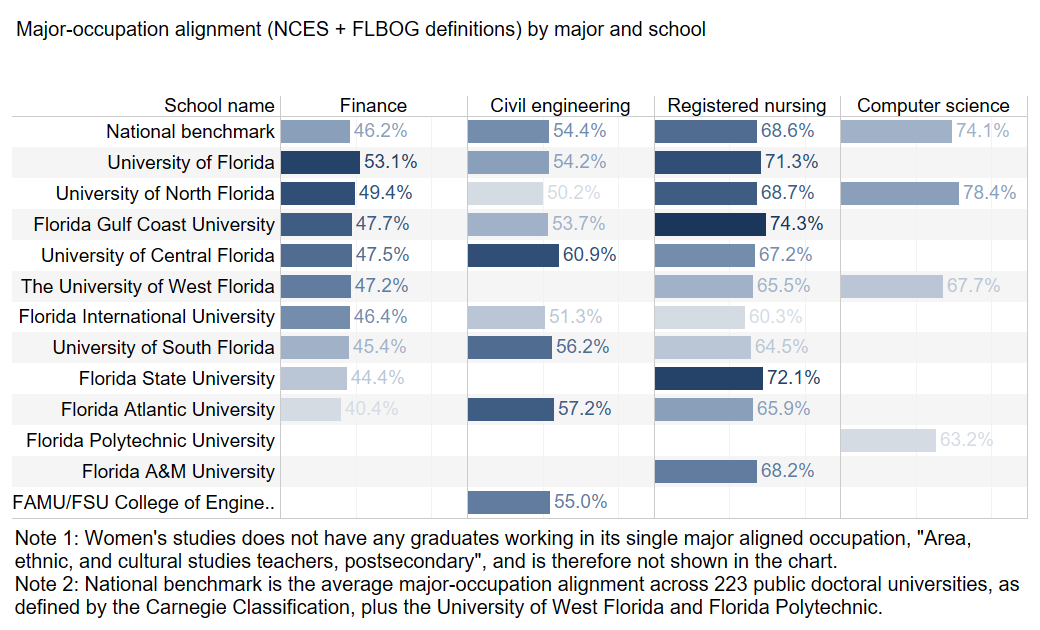 Major-occupation alignment (NCES + FLBOG definitions) by major and school
School name Finance Civil engineering Registered nursing Computer science
National benchmark 46.2% 54.4% 68.6% 74.1%
University of Florida 53.1% 54.2% 71.3%
University of North Florida 49.4% 50.2% 68.7% 78.4%
Florida Gulf Coast University 47.7% 53.7% 74.3%
University of Central Florida 47.5% 60.9% 67.2%
The University of West Florida 47.2% 65.5% 67.7%
Florida International University 46.4% 51.3% 60.3%
University of South Florida 45.4% 56.2% 64.5%
Florida State University 44.4% 72.1%
Florida Atlantic University 40.4% 57.2% 65.9%
Florida Polytechnic University 63.2%
Florida A&M University 68.2%
FAMU/FSU College of Engine.. 55.0%
Note 1: Women's studies does not have any graduates working in its single major aligned occupation, "Area,
ethnic, and cultural studies teachers, postsecondary", and is therefore not shown in the chart.
Note 2: National benchmark is the average major-occupation alignment across 223 public doctoral universities, as
defined by the Carnegie Classification, plus the University of West Florida and Florida Polytechnic.